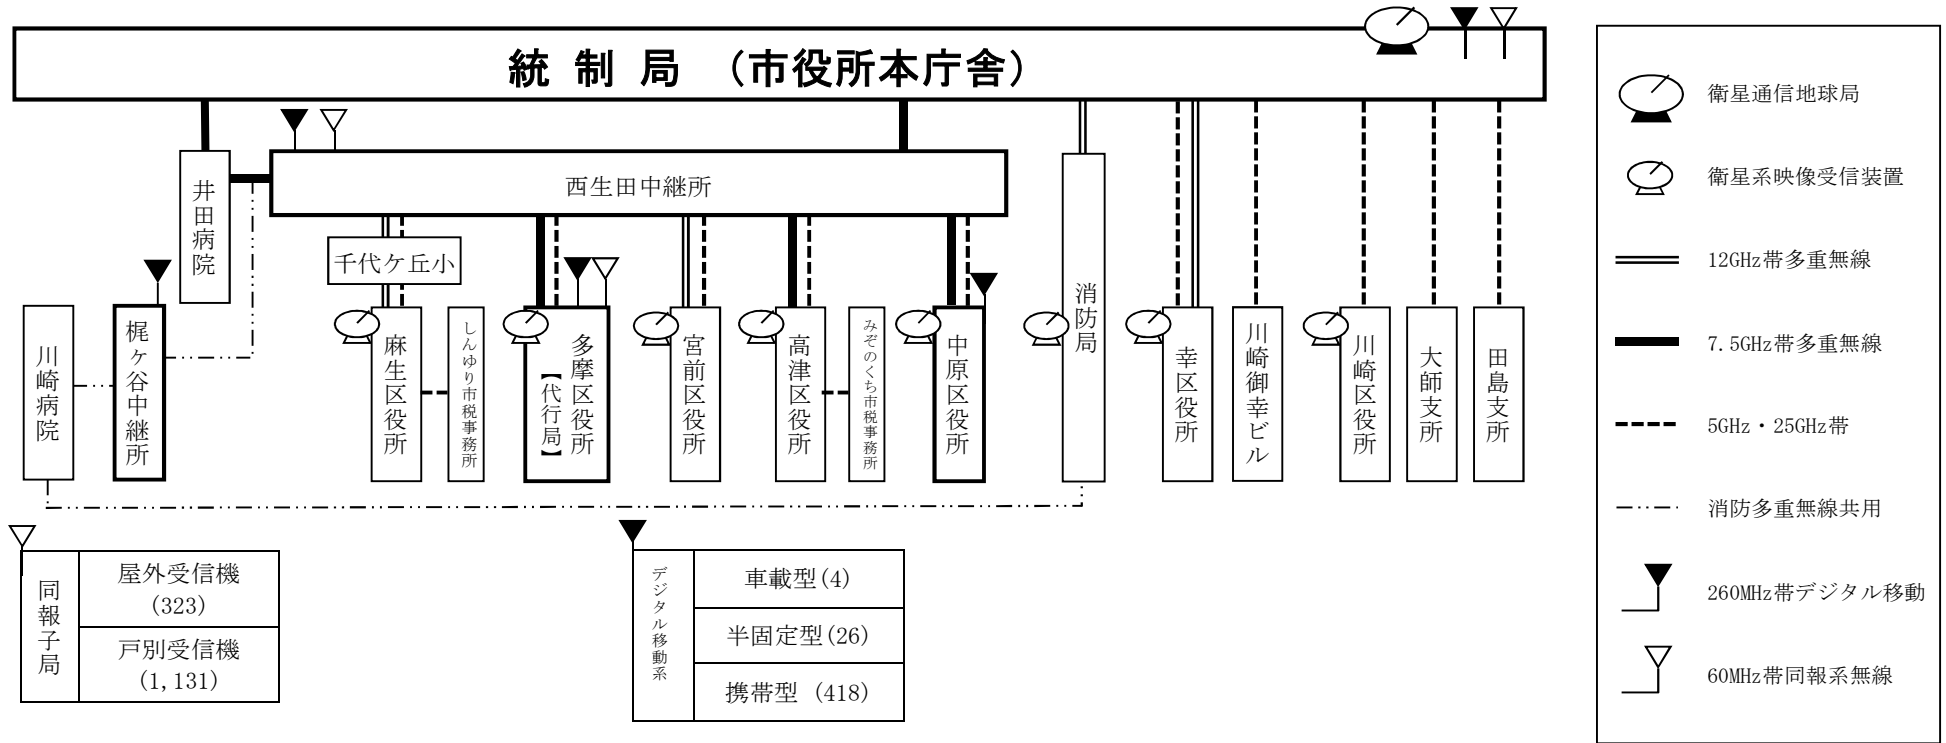 統制局 (市役所本庁舎)
西生田中継所
井田病院
千代ケ丘小
川崎病院
梶ヶ谷中継所
麻生区役所
しんゆり市税事務所
多摩区役所
【代行局】
宮前区役所
高津区役所
みぞのくち市税事務所
中原区役所
消防局
幸区役所
川崎御幸ビル
川崎区役所
大師支所
田島支所
同報子局
屋外受信機
(323)
戸別受信機
(1,131)
デジタル移動系
車載型(4)
半固定型(26)
携帯型 (418)
衛星通信地球局
衛星系映像受信装置
12GHz帯多重無線
7.5GHz帯多重無線
5GHz・25GHz帯
消防多重無線共用
260MHz帯デジタル移動
60MHz帯同報系無線